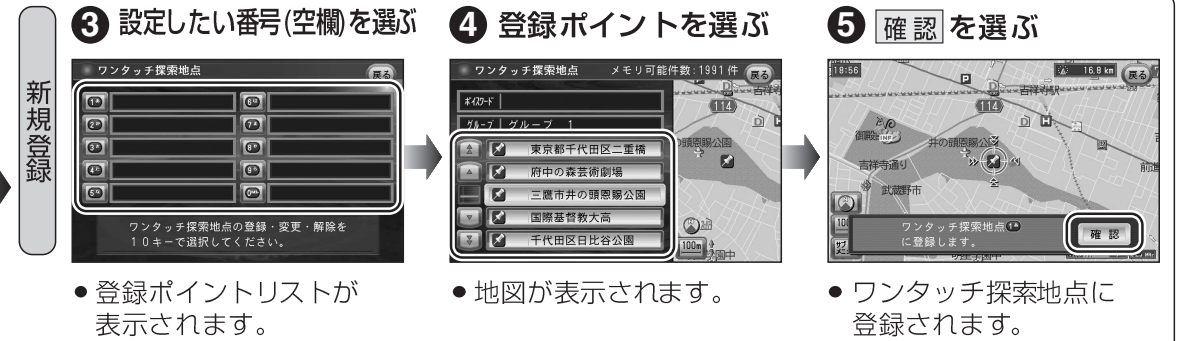 新規登録
❸ 設定したい番号(空欄)を選ぶ
ワンタッチ探索地点
戻る
ワンタッチ探索地点の登録・変更・解除を
10キーで選択してください。
● 登録ポイントリストが
表示されます。
❹ 登録ポイントを選ぶ
ワンタッチ探索地点 メモリ可能件数:1991件
戻る
ボイスワード
グループ グループ 1
東京都千代田区二重橋
府中の森芸術劇場
三鷹市井の頭恩賜公園
国際基督教大高
千代田区日比谷公園
114
100m
● 地図が表示されます。
❺ 確認 を選ぶ
18:56
16.8 km
戻る
吉祥寺駅
114
井の頭恩賜公園
吉祥寺通り
武蔵野市
ワンタッチ探索地点
に登録します。
確認
● ワンタッチ探索地点に
登録されます。